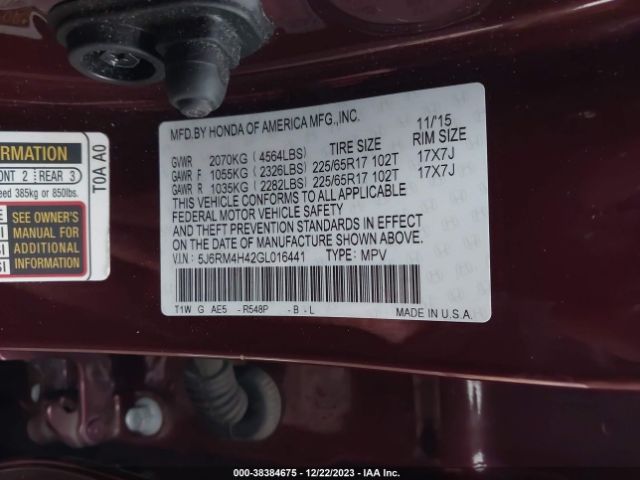 MFD.BY HONDA OF AMERICA MFG.,INC. 11/'15
GVWR 2070KG (4564LBS) TIRE SIZE RIM SIZE
GAWR F 1055KG (2326LBS) 225/65R17 102T 17X7J
GAWR R 1035KG (2282LBS) 225/65R17 102T 17X7J
THIS VEHICLE CONFORMS TO ALL APPLICABLE
FEDERAL MOTOR VEHICLE SAFETY
AND THEFT PREVENTION STANDARDS IN EFFECT
ON THE DATE OF MANUFACTURE SHOWN ABOVE.
V.I.N: 5J6RM4H42GL016441 TYPE: MPV
T1W G AE5 - R548P - B - L MADE IN U.S.A.
ORMATION
ONT 2 REAR 3
eed 385kg or 850lbs.
SEE OWNER'S
MANUAL FOR
ADDITIONAL
INFORMATION
T0A A0
000-38384675 - 12/22/2023 - IAA Inc.